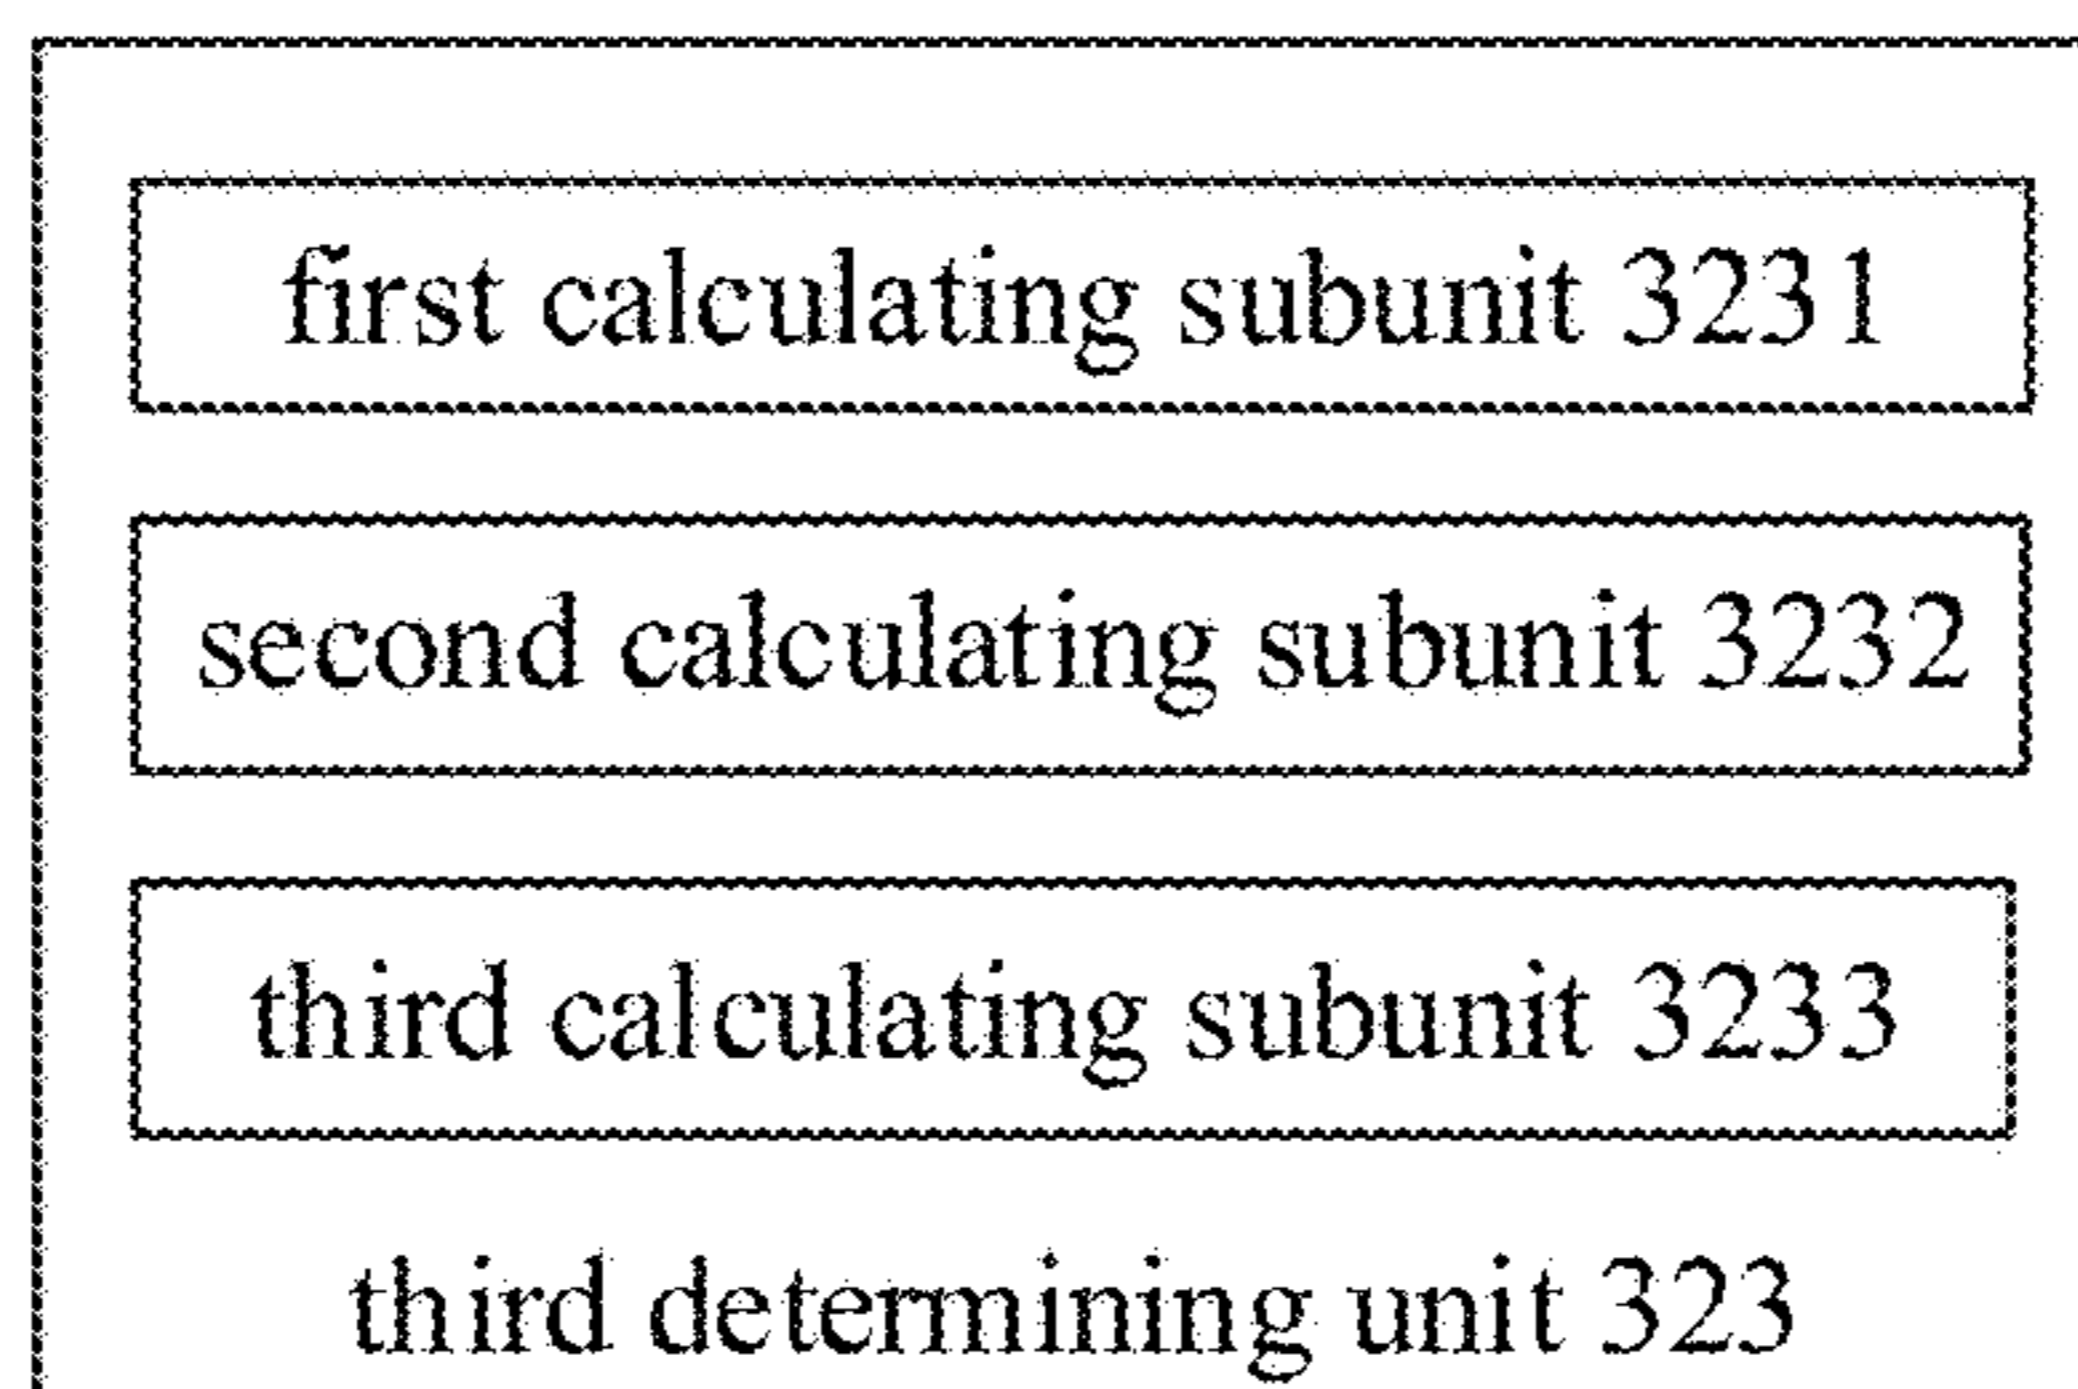 first calculating subunit 3231
second calculating subunit 3232
third calculating subunit 3233
third determining unit 323